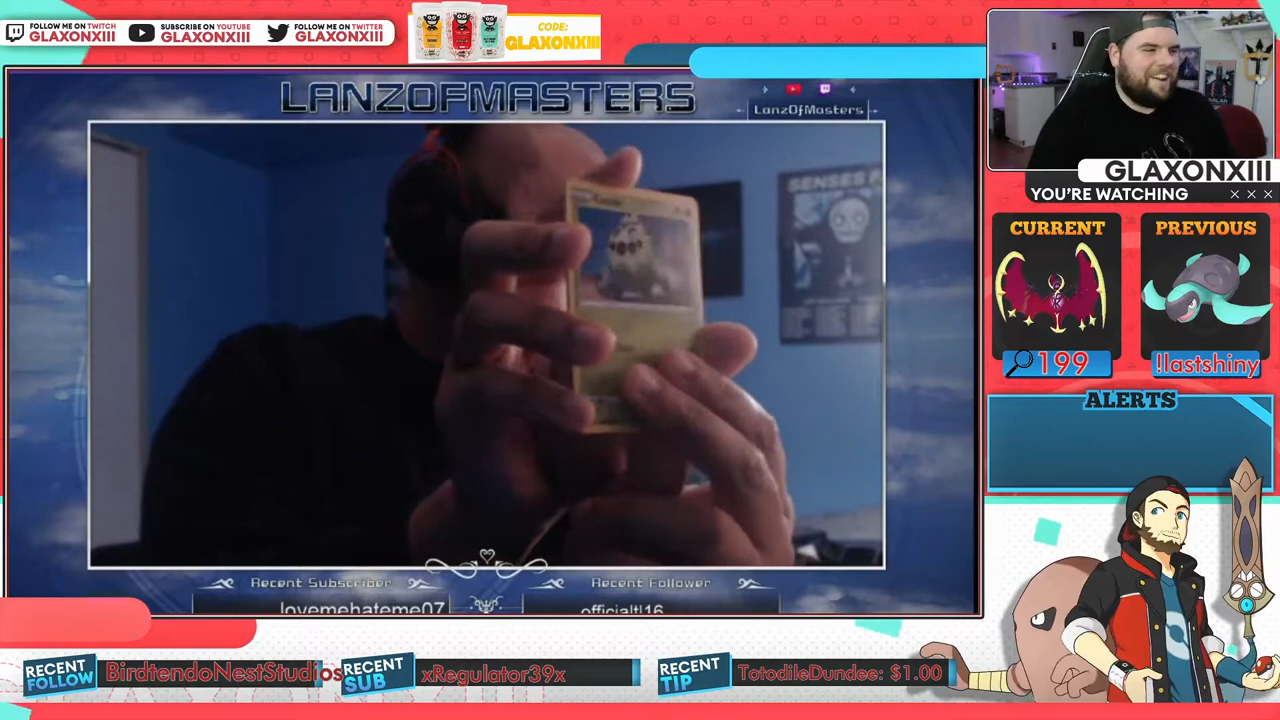 FOLLOW ME ON TWITCH
GLAXONXIII
SUBSCRIBE ON YOUTUBE
GLAXONXIII
FOLLOW ME ON TWITTER
GLAXONXIII
CODE:
GLAXONXIII
LANZOFMASTERS
LanzOfMasters
SENSES F
GLAXONXIII
YOU'RE WATCHING
CURRENT
199
PREVIOUS
!lastshiny
ALERTS
Recent Subscriber
lovemehateme07
Recent Follower
officialtl16
RECENT FOLLOW
BirdtendoNestStudios
RECENT SUB
xRegulator39x
RECENT TIP
TotodileDundee: $1.00